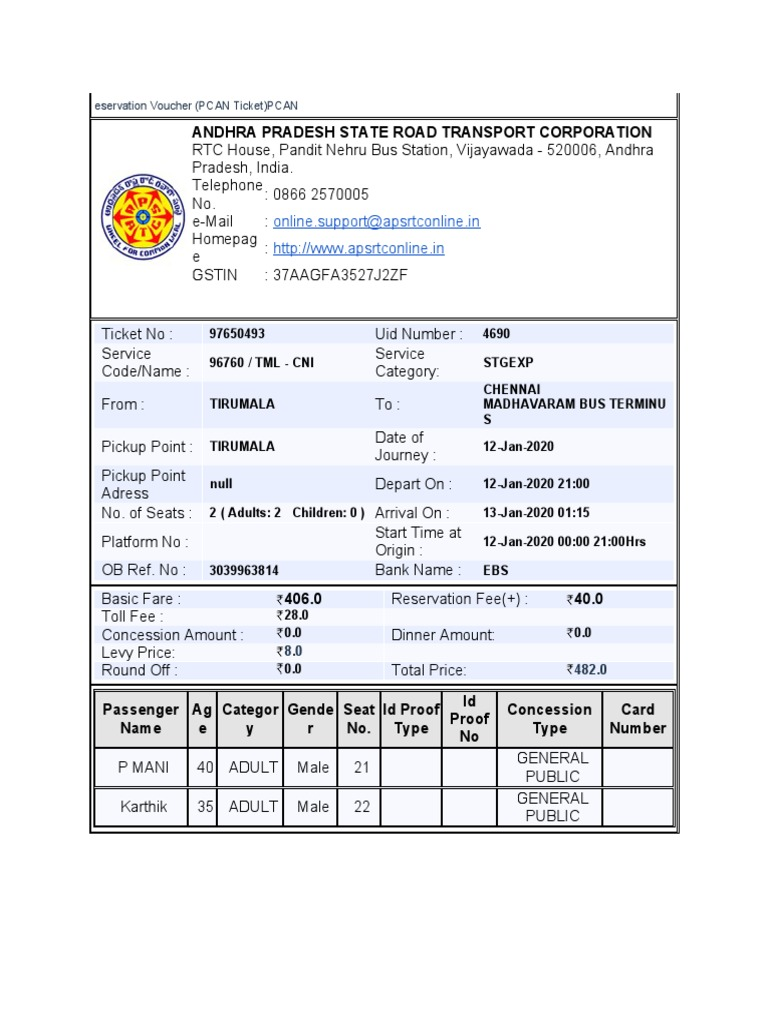 eservation Voucher (PCAN Ticket)PCAN
ANDHRA PRADESH STATE ROAD TRANSPORT CORPORATION
RTC House, Pandit Nehru Bus Station, Vijayawada - 520006, Andhra
Pradesh, India.
Telephone
No.
: 0866 2570005
e-Mail : online.support@apsrtconline.in
Homepag
e
: http://www.apsrtconline.in
GSTIN : 37AAGFA3527J2ZF
WHEEL FOR COMMON WEAL
Ticket No : 97650493 Uid Number : 4690
Service
Code/Name :
96760 / TML - CNI
Service
Category:
STGEXP
From : TIRUMALA To :
CHENNAI
MADHAVARAM BUS TERMINU
S
Pickup Point : TIRUMALA
Date of
Journey :
12-Jan-2020
Pickup Point
Adress
null Depart On : 12-Jan-2020 21:00
No. of Seats : 2 ( Adults: 2 Children: 0 ) Arrival On : 13-Jan-2020 01:15
Platform No :
Start Time at
Origin :
12-Jan-2020 00:00 21:00Hrs
OB Ref. No : 3039963814 Bank Name : EBS
Basic Fare : ₹406.0 Reservation Fee(+) : ₹40.0
Toll Fee : ₹28.0
Concession Amount : ₹0.0 Dinner Amount: ₹0.0
Levy Price: ₹8.0
Round Off : ₹0.0 Total Price: ₹482.0
Passenger
Name
Ag
e
Categor
y
Gende
r
Seat
No.
Id Proof
Type
Id
Proof
No
Concession
Type
Card
Number
P MANI 40 ADULT Male 21
GENERAL
PUBLIC
Karthik 35 ADULT Male 22
GENERAL
PUBLIC